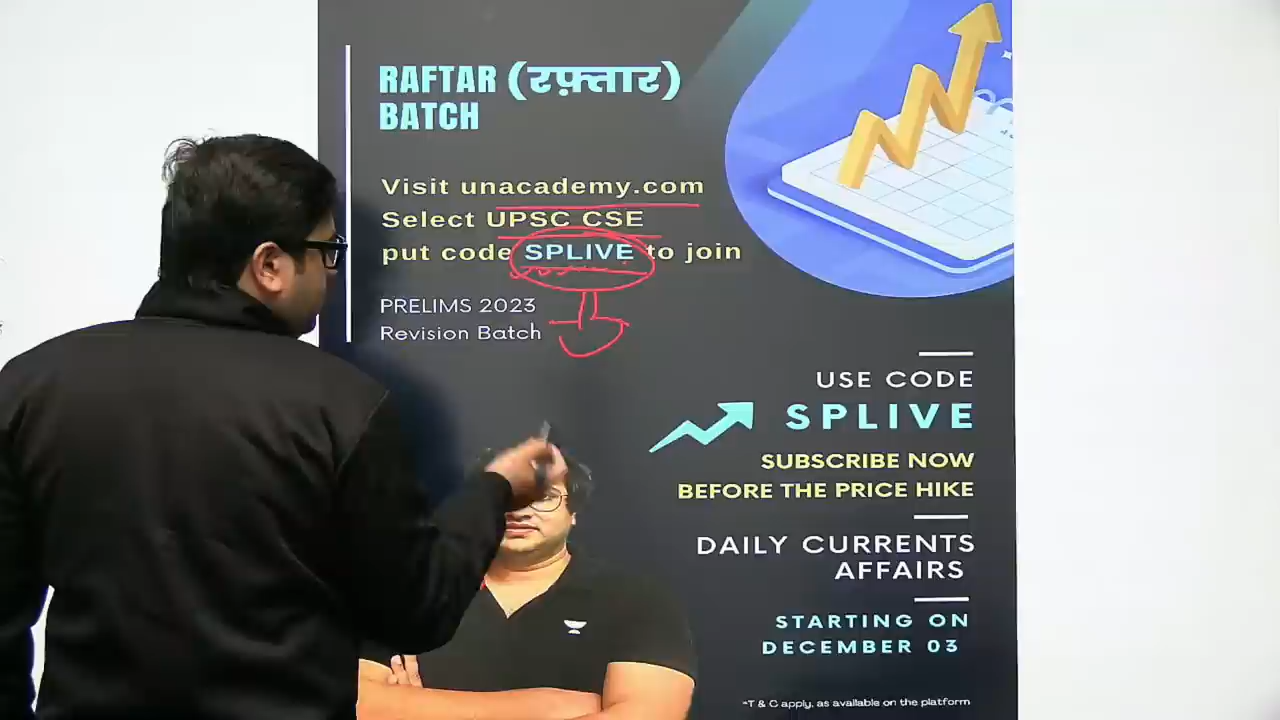 RAFTAR (रफ़्तार)
BATCH
Visit unacademy.com
Select UPSC CSE
put code SPLIVE to join
PRELIMS 2023
Revision Batch
USE CODE
SPLIVE
SUBSCRIBE NOW
BEFORE THE PRICE HIKE
DAILY CURRENTS
AFFAIRS
STARTING ON
DECEMBER 03
*T & C apply, as available on the platform